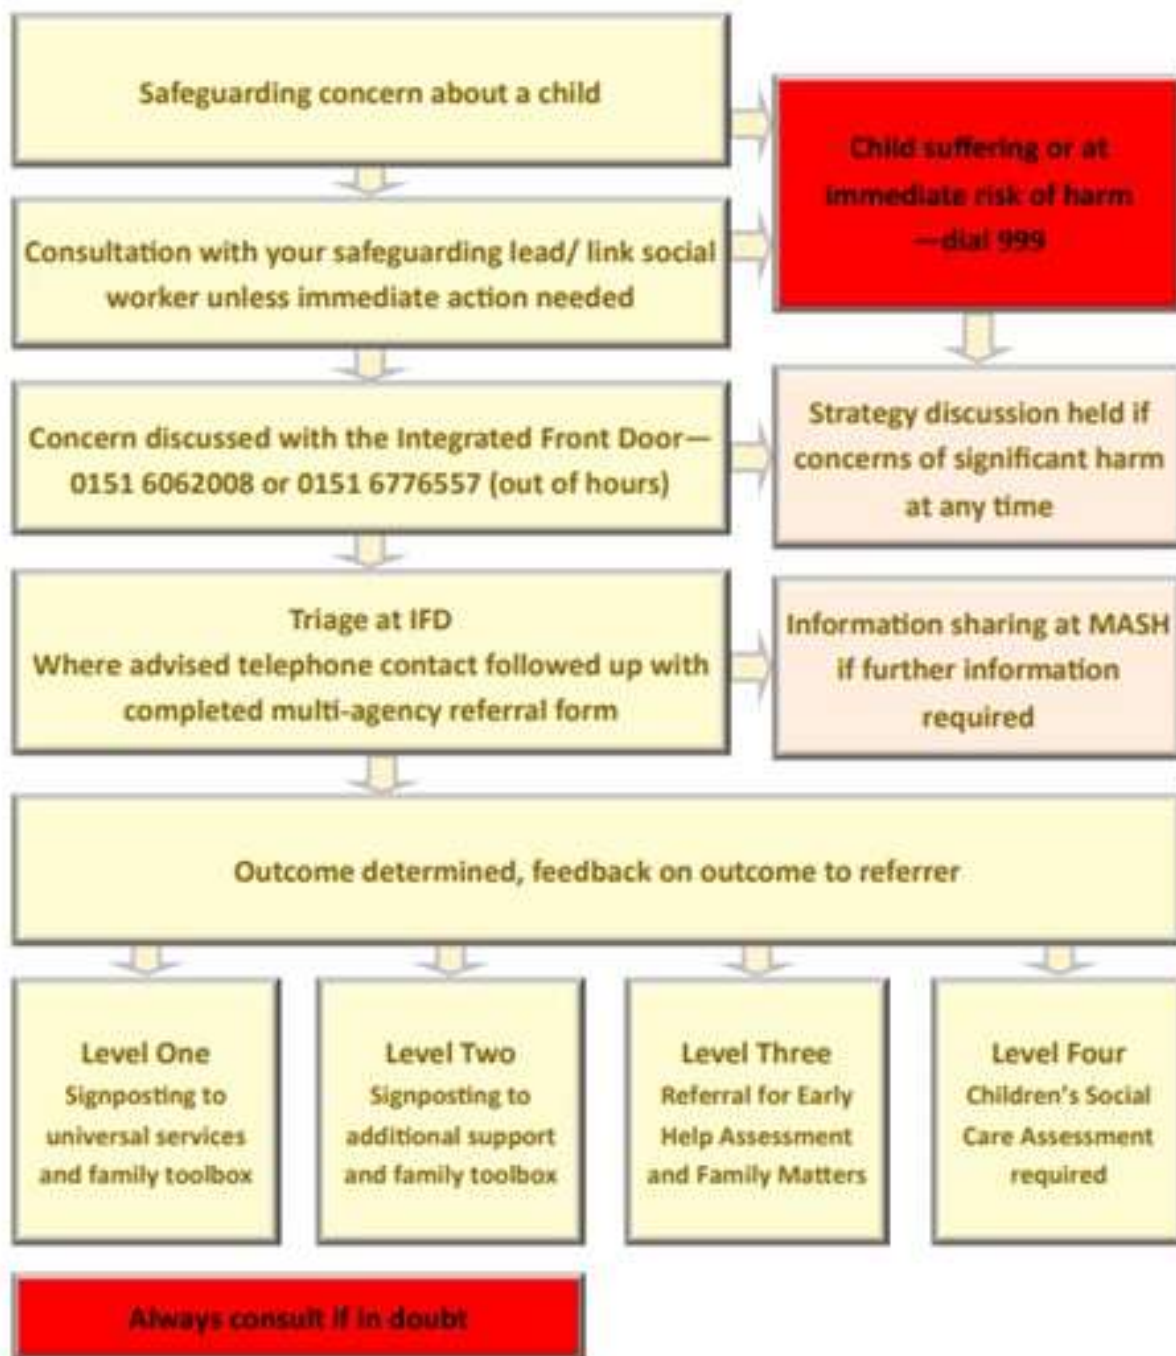 Safeguarding concern about a child
Child suffering or at
immediate risk of harm
—dial 999
Consultation with your safeguarding lead/ link social
worker unless immediate action needed
Concern discussed with the Integrated Front Door—
0151 6062008 or 0151 6776557 (out of hours)
Strategy discussion held if
concerns of significant harm
at any time
Triage at IFD
Where advised telephone contact followed up with
completed multi-agency referral form
Information sharing at MASH
if further information
required
Outcome determined, feedback on outcome to referrer
Level One
Signposting to
universal services
and family toolbox
Level Two
Signposting to
additional support
and family toolbox
Level Three
Referral for Early
Help Assessment
and Family Matters
Level Four
Children's Social
Care Assessment
required
Always consult if in doubt